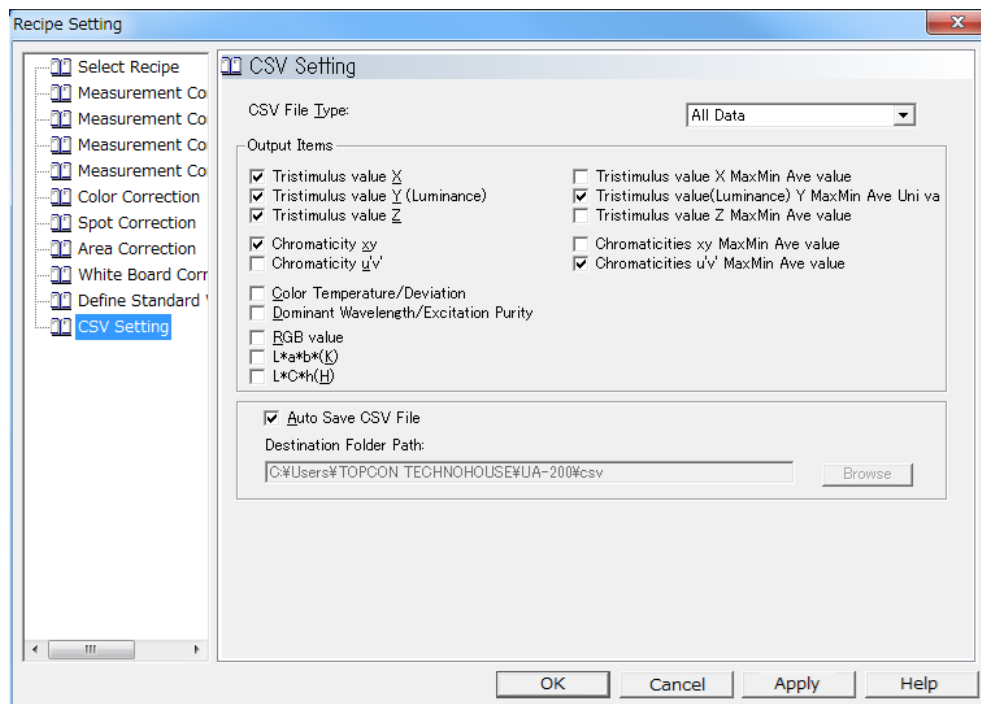 Recipe Setting
x
Select Recipe
Measurement Co
Measurement Co
Measurement Co
Measurement Co
Color Correction
Spot Correction
Area Correction
White Board Corr
Define Standard
CSV Setting
CSV Setting
CSV File Type:
All Data
Output Items
Tristimulus value X
Tristimulus value Y (Luminance)
Tristimulus value Z
Chromaticity xy
Chromaticity u'v'
Color Temperature/Deviation
Dominant Wavelength/Excitation Purity
RGB value
L*a*b*(K)
L*C*h(H)
Tristimulus value X MaxMin Ave value
Tristimulus value(Luminance) Y MaxMin Ave Uni va
Tristimulus value Z MaxMin Ave value
Chromaticities xy MaxMin Ave value
Chromaticities u'v' MaxMin Ave value
Auto Save CSV File
Destination Folder Path:
C:¥Users¥TOPCON TECHNOHOUSE¥UA-200¥csv
Browse
OK
Cancel
Apply
Help